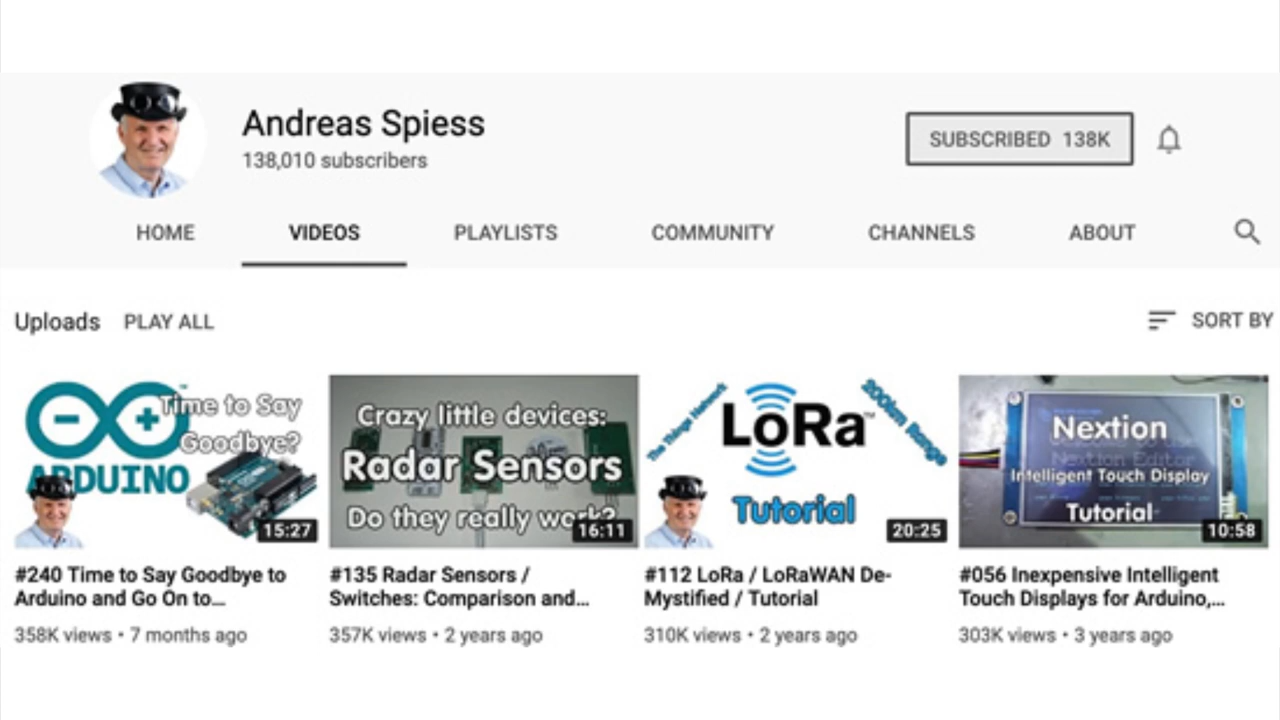 Andreas Spiess
138,010 subscribers
SUBSCRIBED 138K
HOME VIDEOS PLAYLISTS COMMUNITY CHANNELS ABOUT
Uploads PLAY ALL
SORT BY
ARDUINO
Time to Say
Goodbye?
15:27
Crazy little devices:
Radar Sensors
Do they really work?
16:11
The Things Network
LoRa™
200km Range
Tutorial
20:25
Nextion
Nextion Editor
Intelligent Touch Display
Tutorial
10:58
#240 Time to Say Goodbye to
Arduino and Go On to…
358K views • 7 months ago
#135 Radar Sensors /
Switches: Comparison and…
357K views • 2 years ago
#112 LoRa / LoRaWAN De-
Mystified / Tutorial
310K views • 2 years ago
#056 Inexpensive Intelligent
Touch Displays for Arduino,…
303K views • 3 years ago